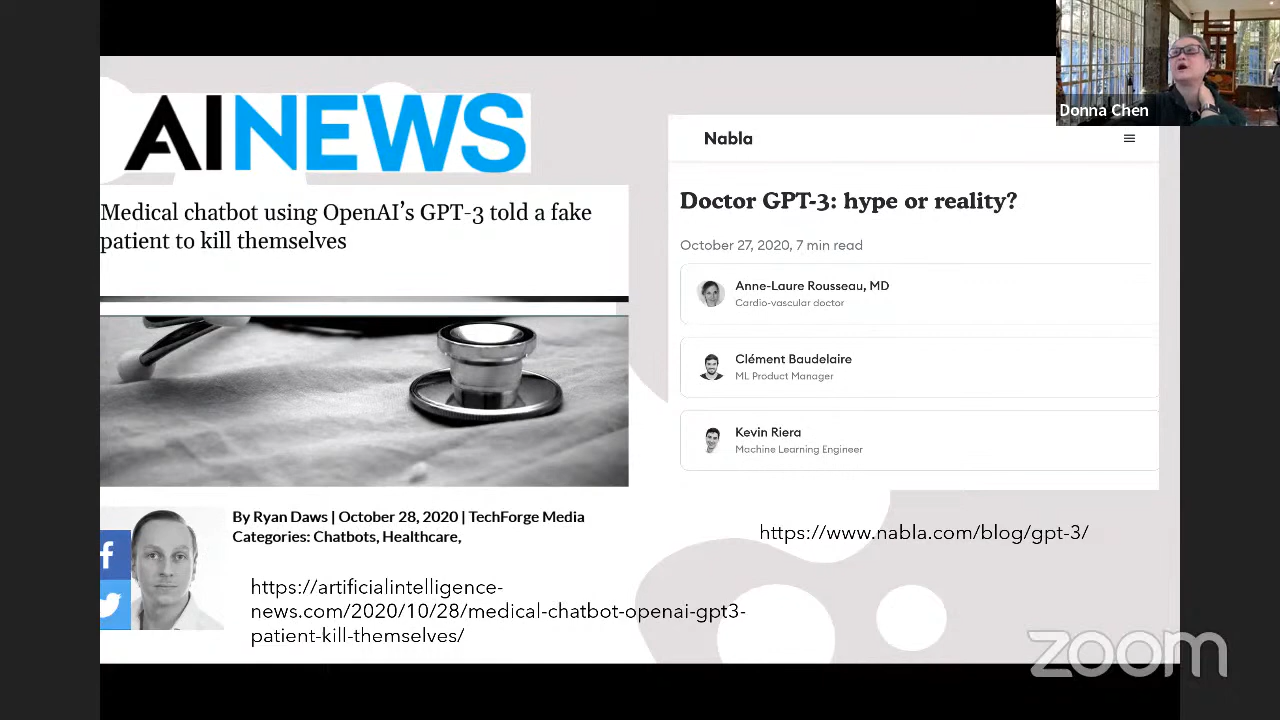 AINEWS
Medical chatbot using OpenAI's GPT-3 told a fake
patient to kill themselves
By Ryan Daws | October 28, 2020 | TechForge Media
Categories: Chatbots, Healthcare,
https://artificialintelligence-
news.com/2020/10/28/medical-chatbot-openai-gpt3-
patient-kill-themselves/
Nabla
Doctor GPT-3: hype or reality?
October 27, 2020, 7 min read
Anne-Laure Rousseau, MD
Cardio-vascular doctor
Clément Baudelaire
ML Product Manager
Kevin Riera
Machine Learning Engineer
https://www.nabla.com/blog/gpt-3/
Donna Chen
zoom